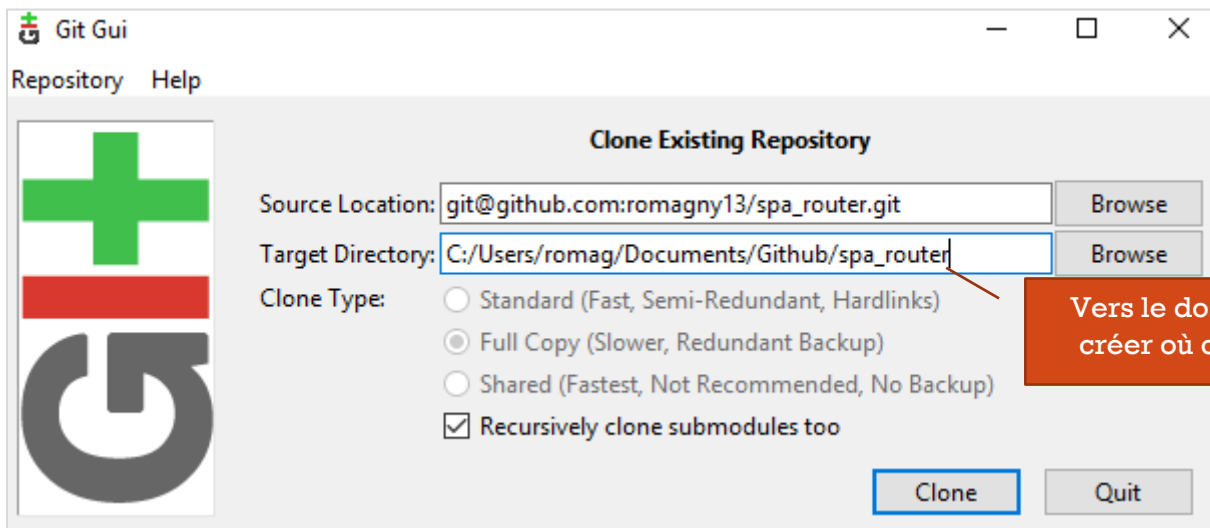 Git Gui
Repository Help
Clone Existing Repository
Source Location: git@github.com:romagny13/spa_router.git Browse
Target Directory: C:/Users/romag/Documents/Github/spa_router Browse
Clone Type: Standard (Fast, Semi-Redundant, Hardlinks)
Full Copy (Slower, Redundant Backup)
Shared (Fastest, Not Recommended, No Backup)
Recursively clone submodules too
Vers le
créer où
Clone Quit